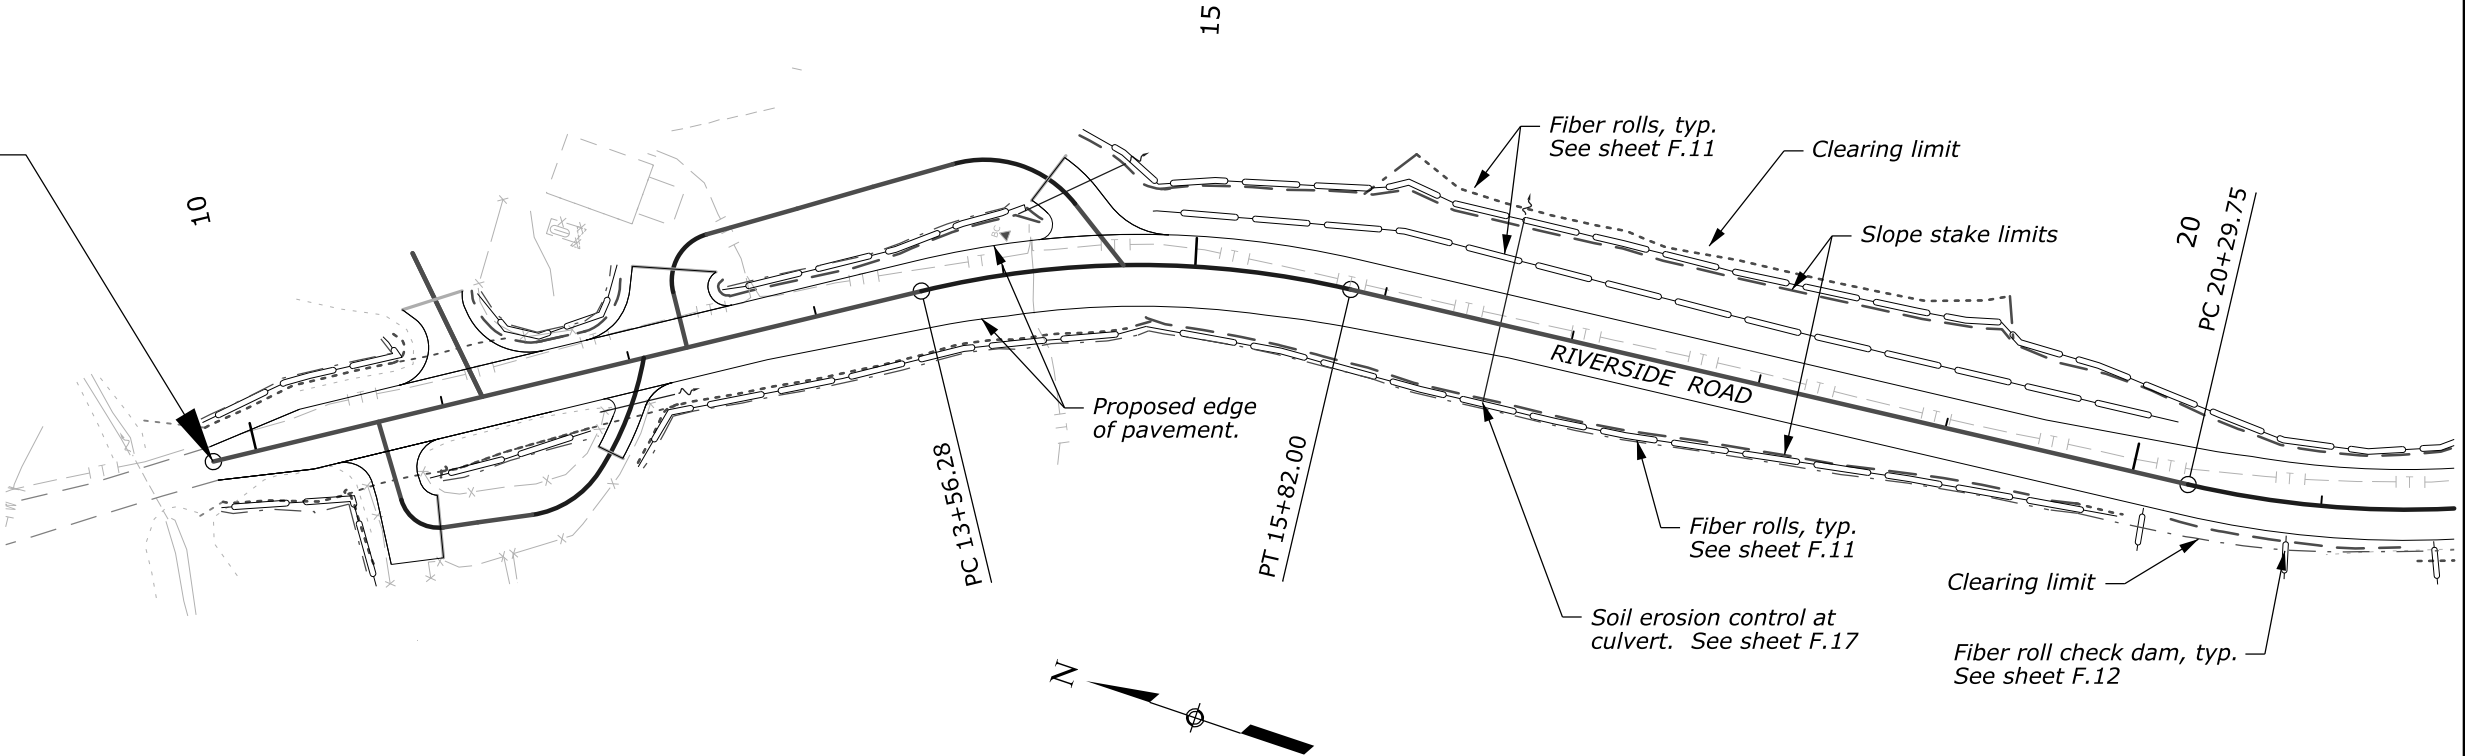 15
10
Fiber rolls, typ.
See sheet F.11
Clearing limit
20
PC 20+29.75
Slope stake limits
RIVERSIDE ROAD
Proposed edge
of pavement.
PC 13+56.28
PT 15+82.00
Fiber rolls, typ.
See sheet F.11
Clearing limit
Soil erosion control at
culvert. See sheet F.17
Fiber roll check dam, typ.
See sheet F.12
N